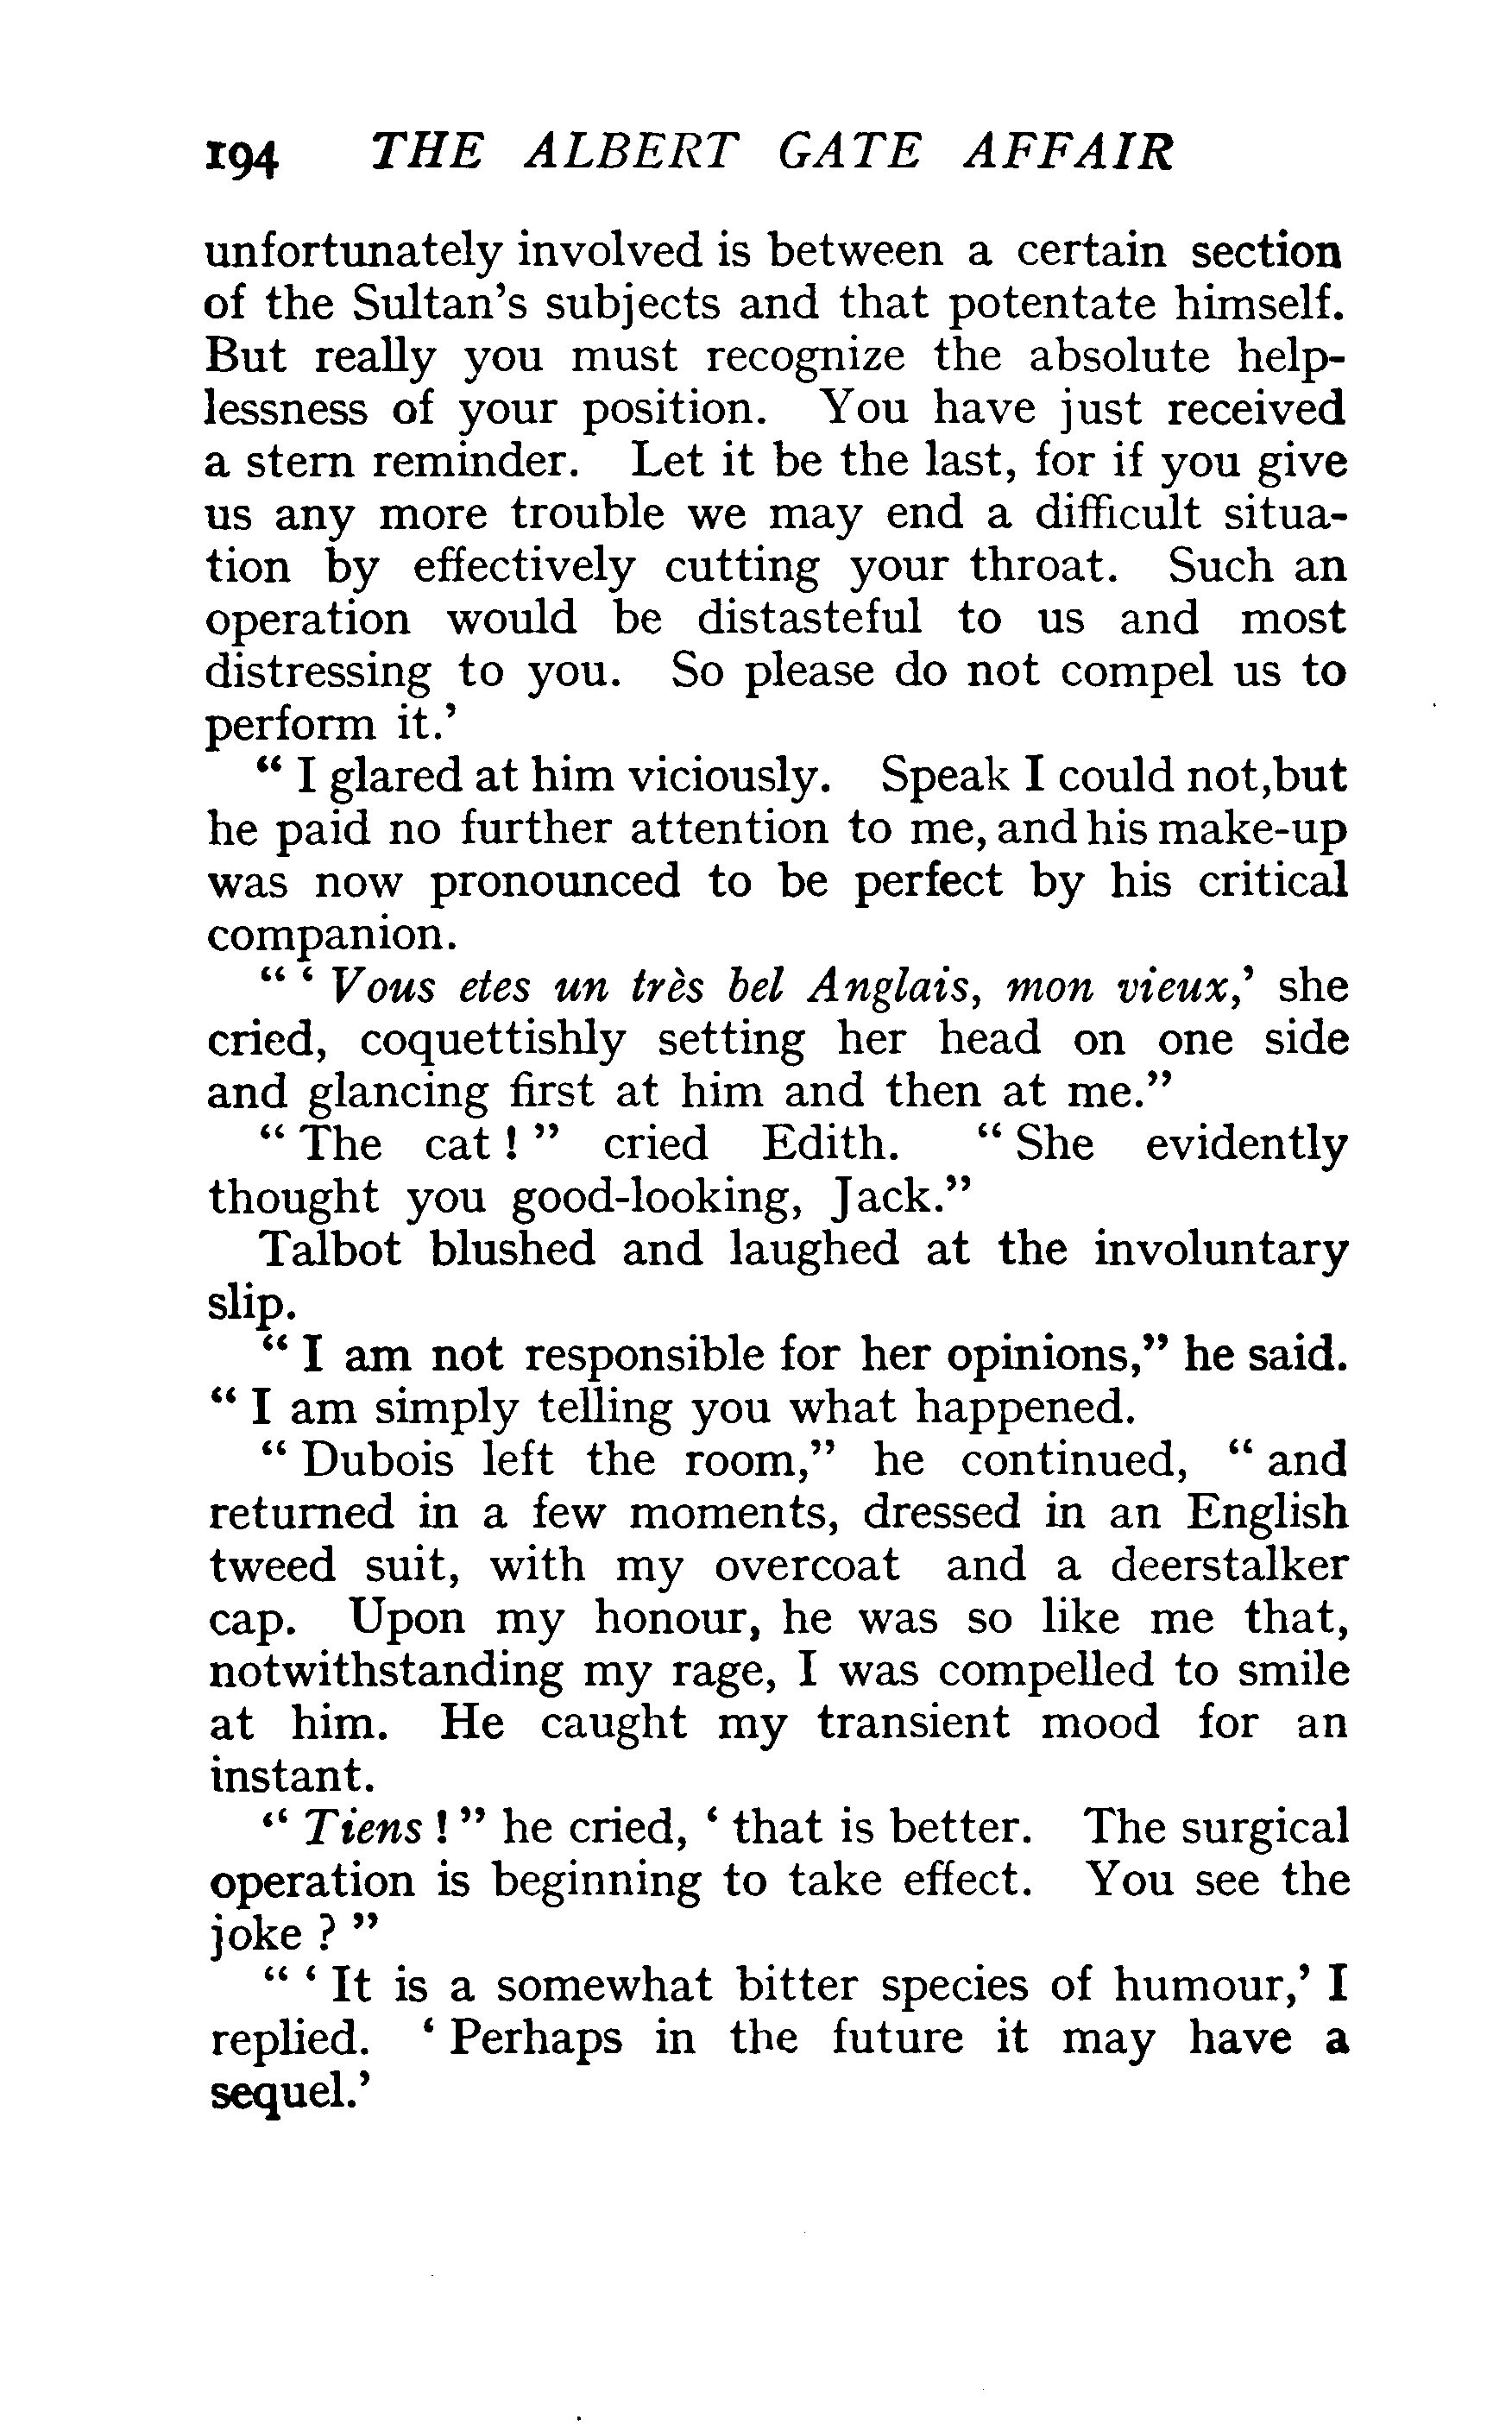 194 THE ALBERT GATE AFFAIR
unfortunately involved is between a certain section
of the Sultan's subjects and that potentate himself.
But really you must recognize the absolute help-
lessness of your position. You have just received
a stern reminder. Let it be the last, for if you give
us any more trouble we may end a difficult situa-
tion by effectively cutting your throat. Such an
operation would be distasteful to us and most
distressing to you. So please do not compel us to
perform it.’
“ I glared at him viciously. Speak I could not,but
he paid no further attention to me, and his make-up
was now pronounced to be perfect by his critical
companion.
“ ‘ Vous etes un très bel Anglais, mon vieux,’ she
cried, coquettishly setting her head on one side
and glancing first at him and then at me.”
“ The cat ! ” cried Edith. “ She evidently
thought you good-looking, Jack.”
Talbot blushed and laughed at the involuntary
slip.
“ I am not responsible for her opinions,” he said.
“ I am simply telling you what happened.
“ Dubois left the room,” he continued, “ and
returned in a few moments, dressed in an English
tweed suit, with my overcoat and a deerstalker
cap. Upon my honour, he was so like me that,
notwithstanding my rage, I was compelled to smile
at him. He caught my transient mood for an
instant.
“ Tiens ! ” he cried, ‘ that is better. The surgical
operation is beginning to take effect. You see the
joke ? ”
“ ‘ It is a somewhat bitter species of humour,’ I
replied. ‘ Perhaps in the future it may have a
sequel.’